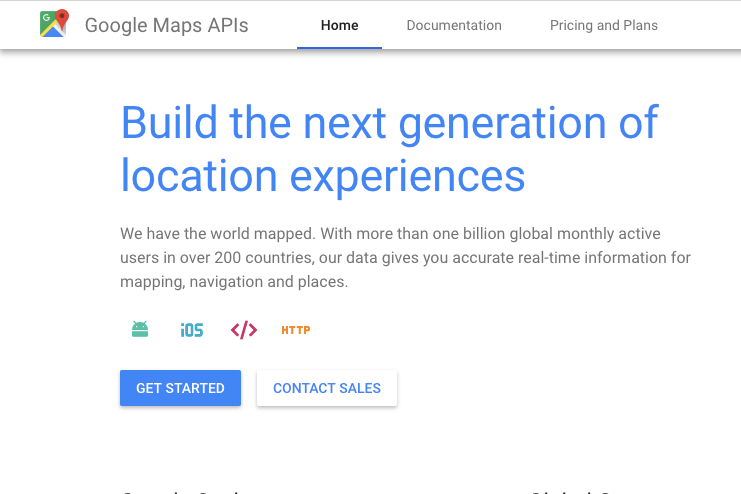 Google Maps APIs Home Documentation Pricing and Plans
Build the next generation of
location experiences
We have the world mapped. With more than one billion global monthly active
users in over 200 countries, our data gives you accurate real-time information for
mapping, navigation and places.
iOS </> HTTP
GET STARTED CONTACT SALES